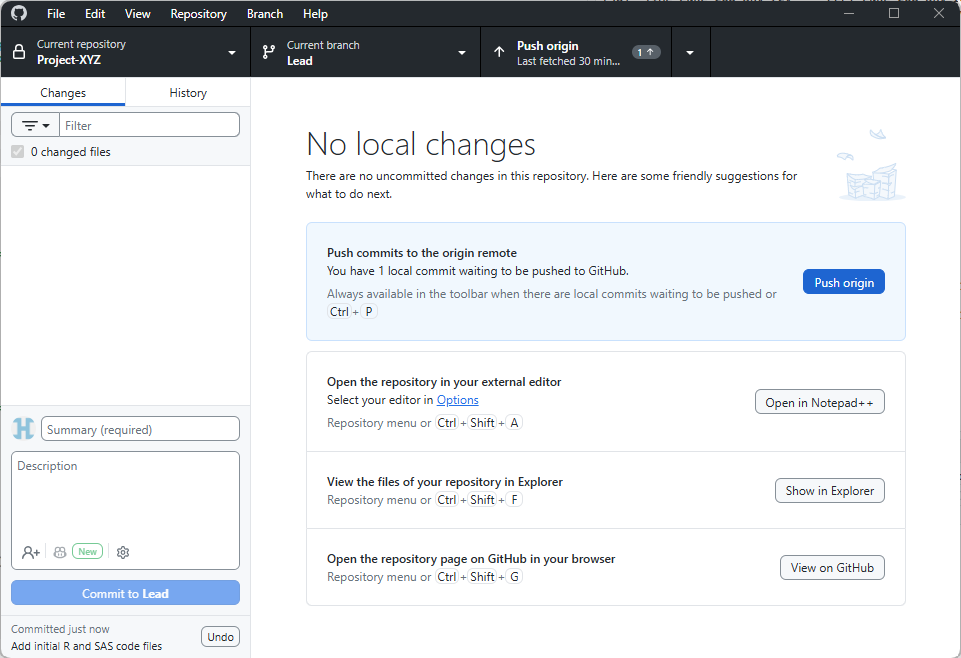 File Edit View Repository Branch Help
Current repository
Project-XYZ
Current branch
Lead
Push origin
Last fetched 30 min...
1
Changes History
Filter
0 changed files
No local changes
There are no uncommitted changes in this repository. Here are some friendly suggestions for
what to do next.
Push commits to the origin remote
You have 1 local commit waiting to be pushed to GitHub.
Always available in the toolbar when there are local commits waiting to be pushed or
Ctrl + P
Push origin
Open the repository in your external editor
Select your editor in Options
Repository menu or Ctrl + Shift + A
Open in Notepad++
View the files of your repository in Explorer
Repository menu or Ctrl + Shift + F
Show in Explorer
Open the repository page on GitHub in your browser
Repository menu or Ctrl + Shift + G
View on GitHub
Summary (required)
Description
New
Commit to Lead
Committed just now
Add initial R and SAS code files
Undo